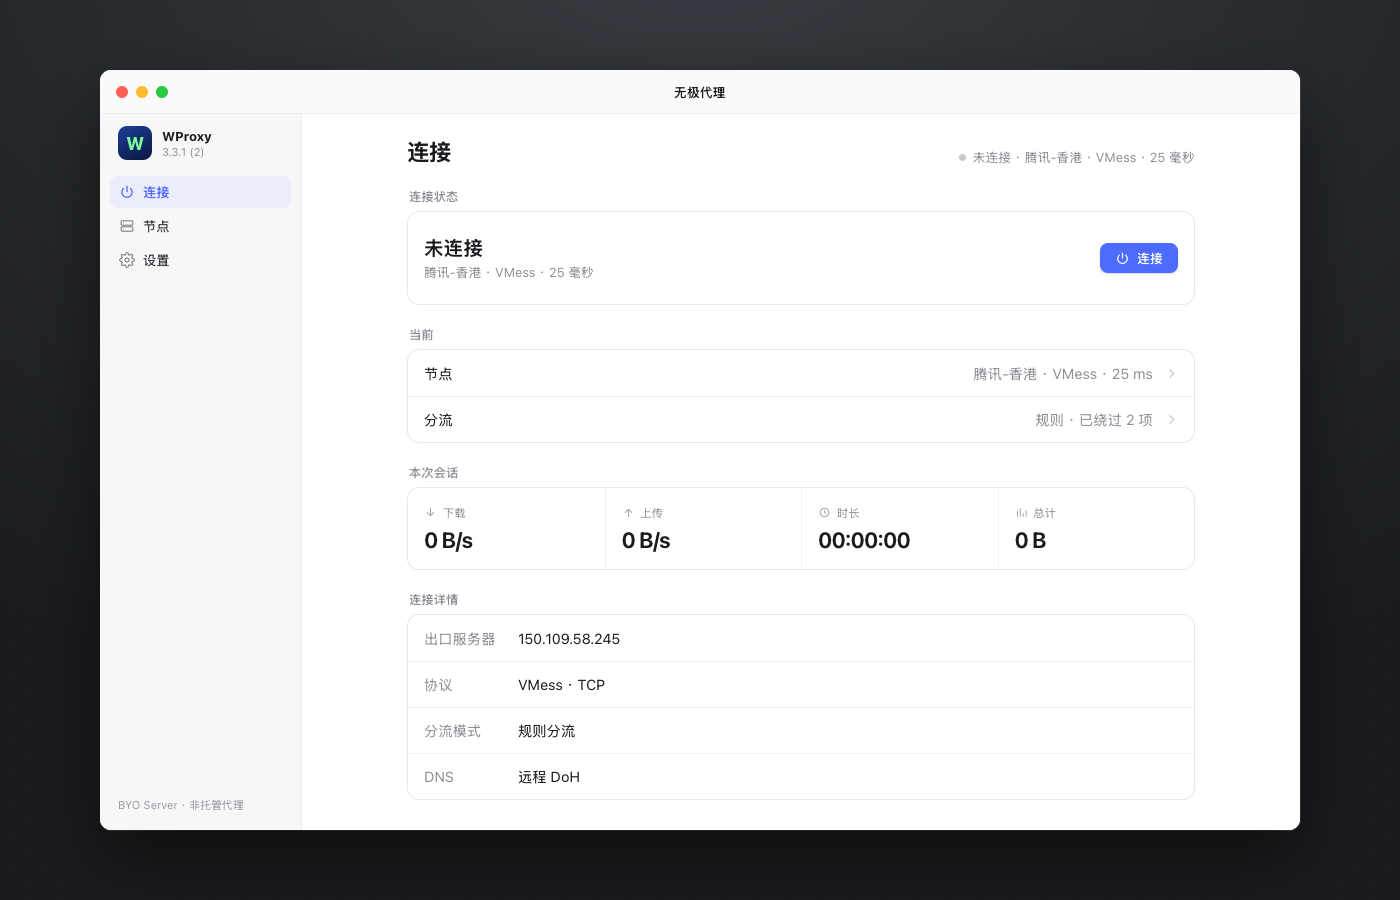 无极代理
W
WProxy
3.3.1 (2)
连接
节点
设置
BYO Server · 非托管代理
连接
未连接 · 腾讯-香港 · VMess · 25 毫秒
连接状态
未连接
腾讯-香港 · VMess · 25 毫秒
连接
当前
节点 腾讯-香港 · VMess · 25 ms
分流 规则 · 已绕过 2 项
本次会话
下载 上传 时长 总计
0 B/s 0 B/s 00:00:00 0 B
连接详情
出口服务器 150.109.58.245
协议 VMess · TCP
分流模式 规则分流
DNS 远程 DoH